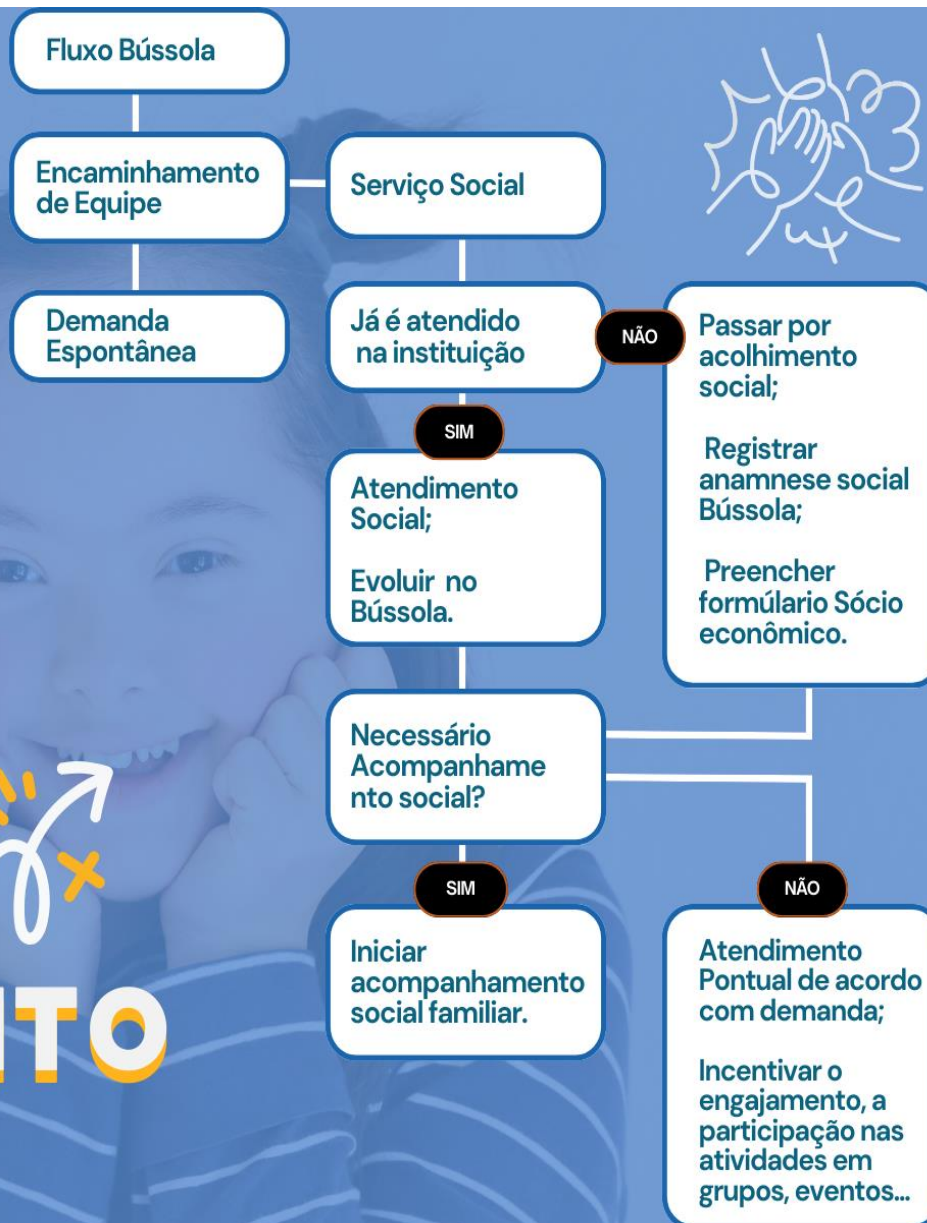 Fluxo Bússola
Encaminhamento
de Equipe
Serviço Social
Demanda
Espontânea
Já é atendido
na instituição
NÃO
Passar por
acolhimento
social;
Registrar
anamnese social
Bússola;
Preencher
formúlario Sócio
econômico.
SIM
Atendimento
Social;
Evoluir no
Bússola.
Necessário
Acompanhame
nto social?
SIM
Iniciar
acompanhamento
social familiar.
NÃO
Atendimento
Pontual de acordo
com demanda;
Incentivar o
engajamento, a
participação nas
atividades em
grupos, eventos...
NTO